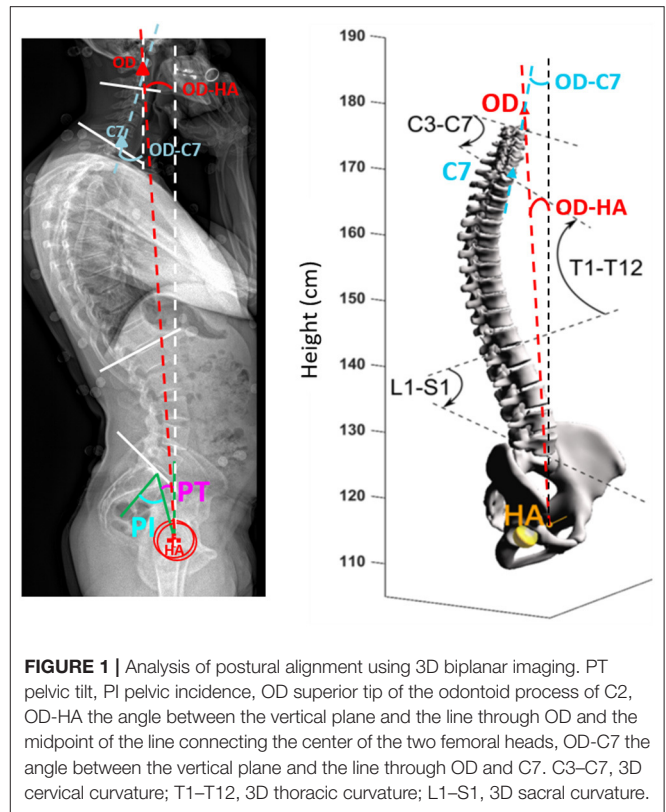 OD
OD-HA
C7
OD-C7
PT
PI
HA
Height (cm)
190
180
170
160
150
140
130
120
110
OD-C7
OD
C3-C7
C7
OD-HA
T1-T12
L1-S1
HA
FIGURE 1 | Analysis of postural alignment using 3D biplanar imaging. PT
pelvic tilt, PI pelvic incidence, OD superior tip of the odontoid process of C2,
OD-HA the angle between the vertical plane and the line through OD and the
midpoint of the line connecting the center of the two femoral heads, OD-C7 the
angle between the vertical plane and the line through OD and C7. C3–C7, 3D
cervical curvature; T1–T12, 3D thoracic curvature; L1–S1, 3D sacral curvature.